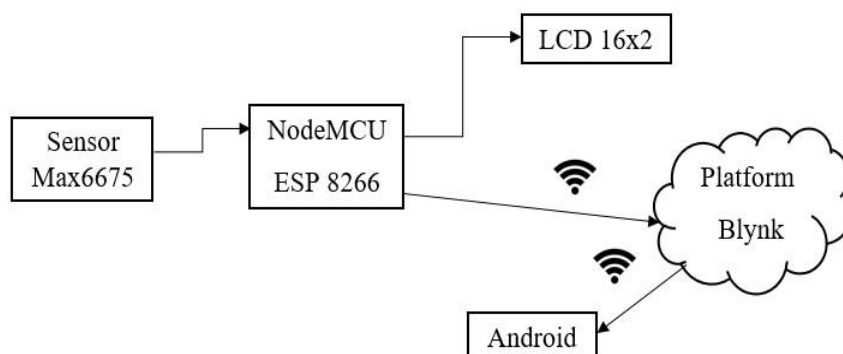 LCD 16x2
Sensor
Max6675
NodeMCU
ESP 8266
Platform
Blynk
Android